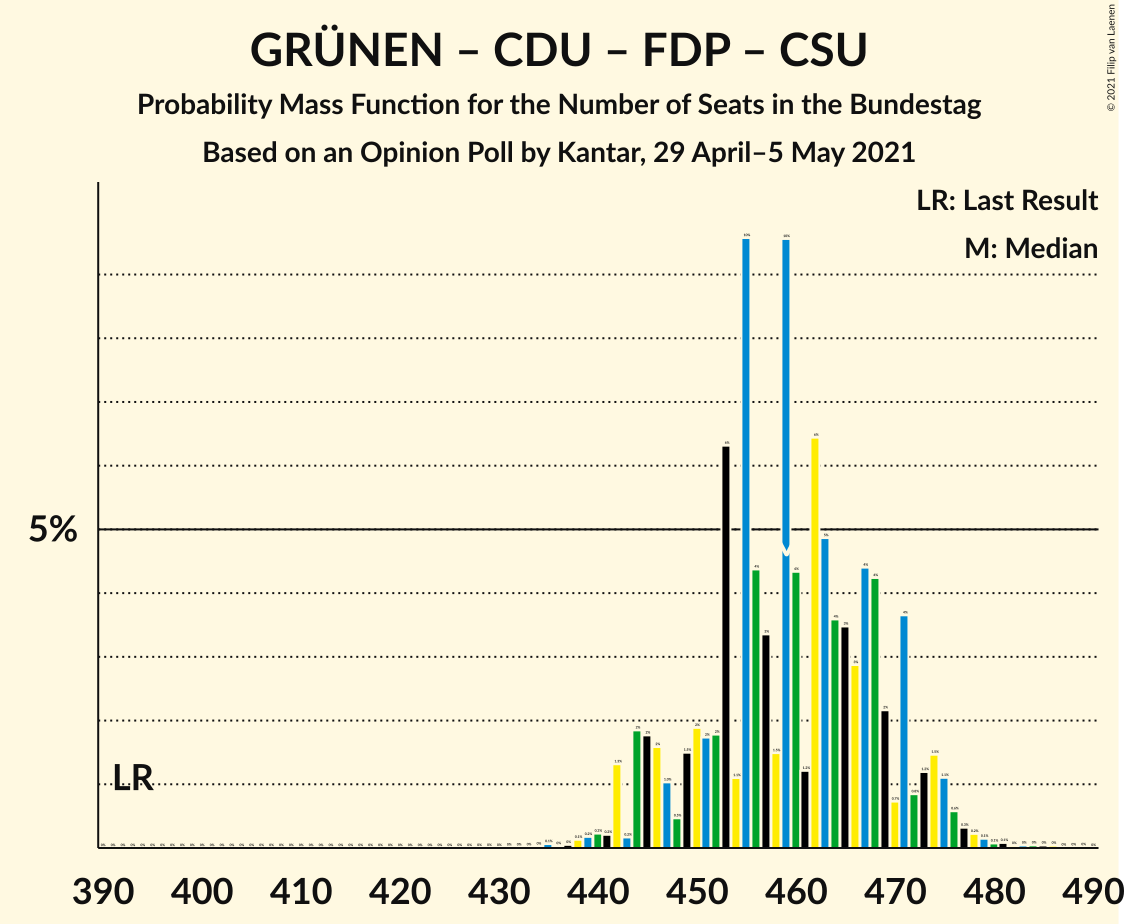 GRÜNEN – CDU – FDP – CSU
Probability Mass Function for the Number of Seats in the Bundestag
Based on an Opinion Poll by Kantar, 29 April–5 May 2021
© 2021 Filip van Laenen
LR: Last Result
M: Median
5%
LR
390 400 410 420 430 440 450 460 470 480 490